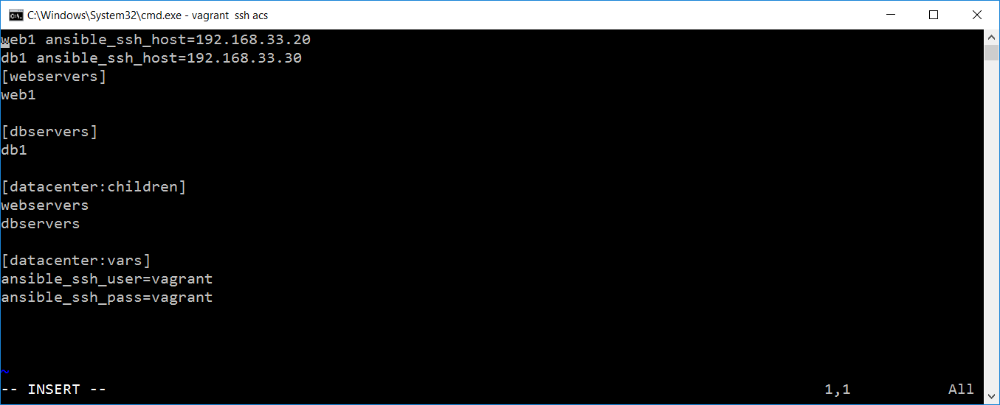 C:\Windows\System32\cmd.exe - vagrant  ssh acs
web1 ansible_ssh_host=192.168.33.20
db1 ansible_ssh_host=192.168.33.30
[webservers]
web1
[dbservers]
db1
[datacenter:children]
webservers
dbservers
[datacenter:vars]
ansible_ssh_user=vagrant
ansible_ssh_pass=vagrant
~
-- INSERT -- 1,1 All